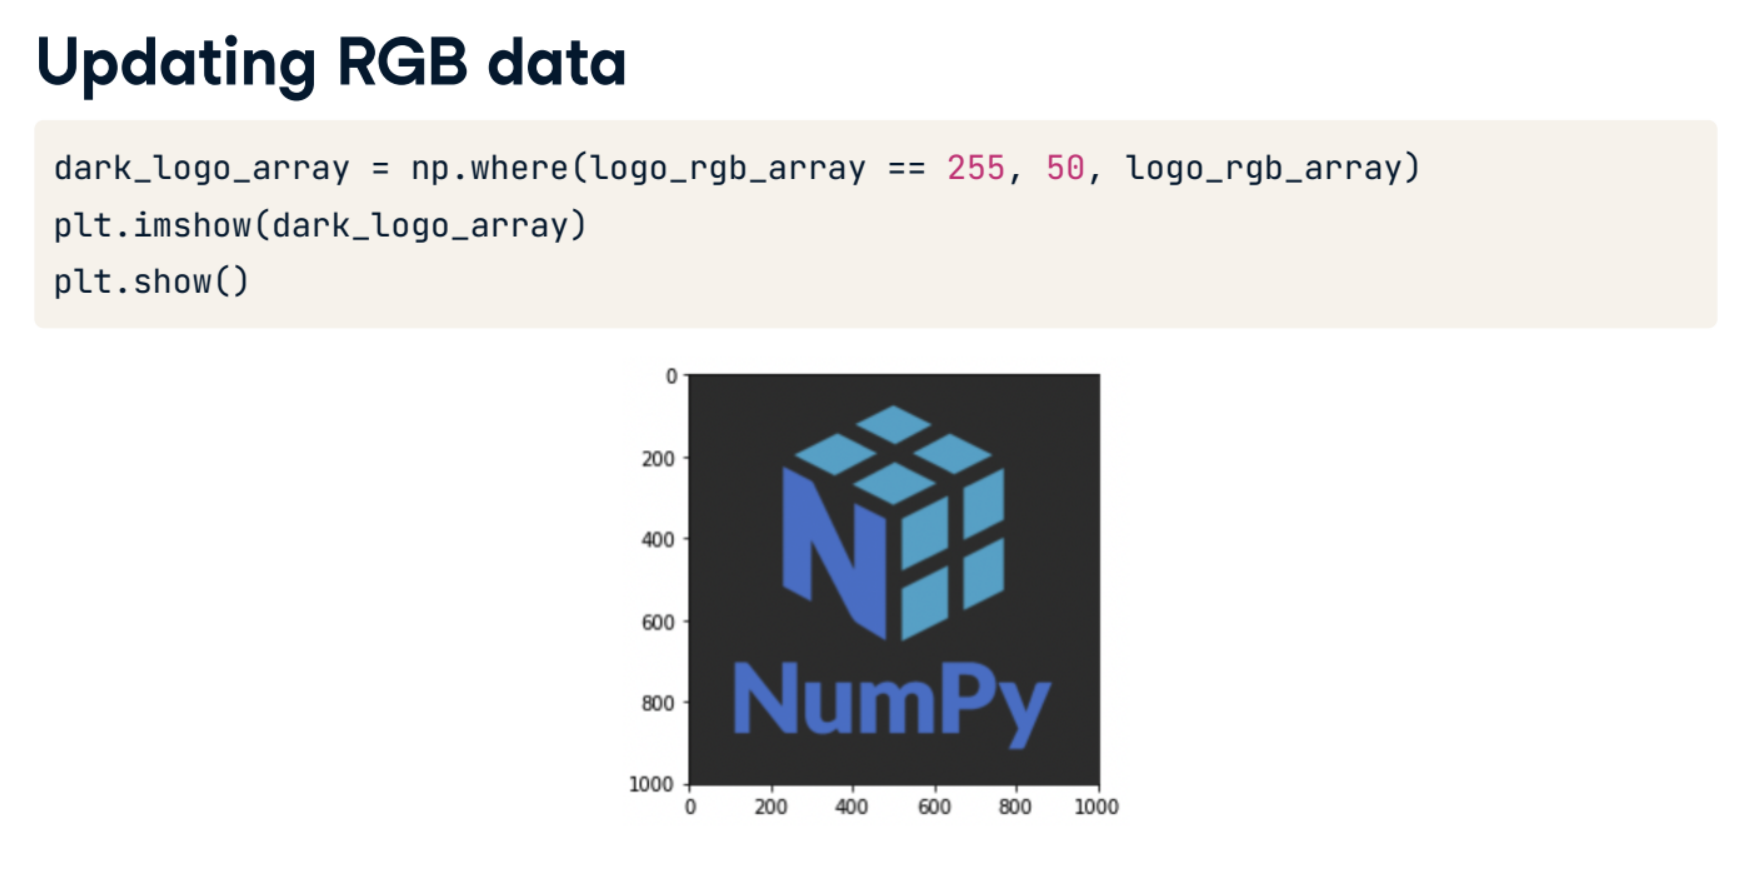 Updating RGB data
dark_logo_array = np.where(logo_rgb_array == 255, 50, logo_rgb_array)
plt.imshow(dark_logo_array)
plt.show()
0
200
400
600
800
1000
N
NumPy
0 200 400 600 800 1000